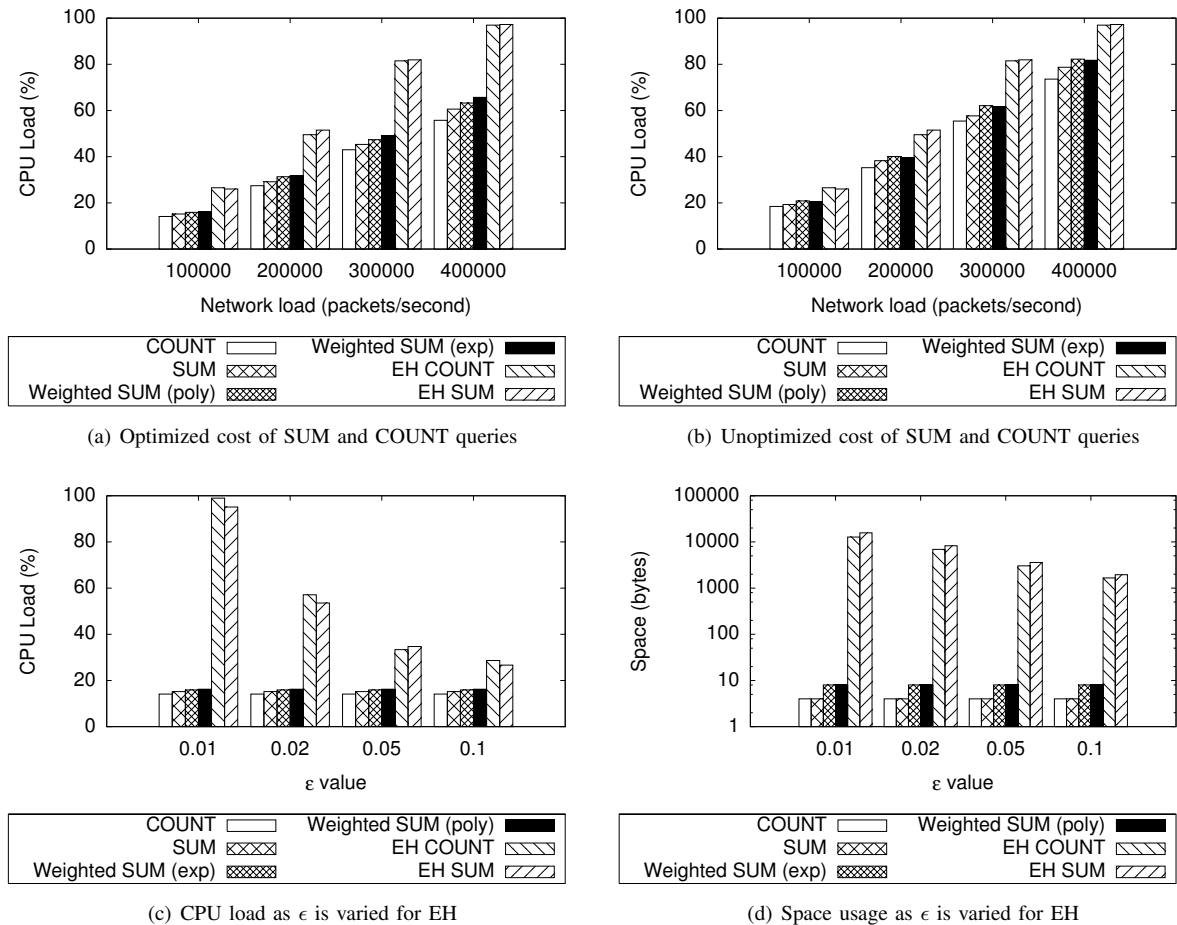 100
80
60
40
20
0
CPU Load (%)
100000 200000 300000 400000
Network load (packets/second)
COUNT
SUM
Weighted SUM (poly)
Weighted SUM (exp)
EH COUNT
EH SUM
(a) Optimized cost of SUM and COUNT queries
100
80
60
40
20
0
CPU Load (%)
100000 200000 300000 400000
Network load (packets/second)
COUNT
SUM
Weighted SUM (poly)
Weighted SUM (exp)
EH COUNT
EH SUM
(b) Unoptimized cost of SUM and COUNT queries
100
80
60
40
20
0
CPU Load (%)
0.01 0.02 0.05 0.1
ε value
COUNT
SUM
Weighted SUM (exp)
Weighted SUM (poly)
EH COUNT
EH SUM
(c) CPU load as ϵ is varied for EH
100000
10000
1000
100
10
1
Space (bytes)
0.01 0.02 0.05 0.1
ε value
COUNT
SUM
Weighted SUM (exp)
Weighted SUM (poly)
EH COUNT
EH SUM
(d) Space usage as ϵ is varied for EH